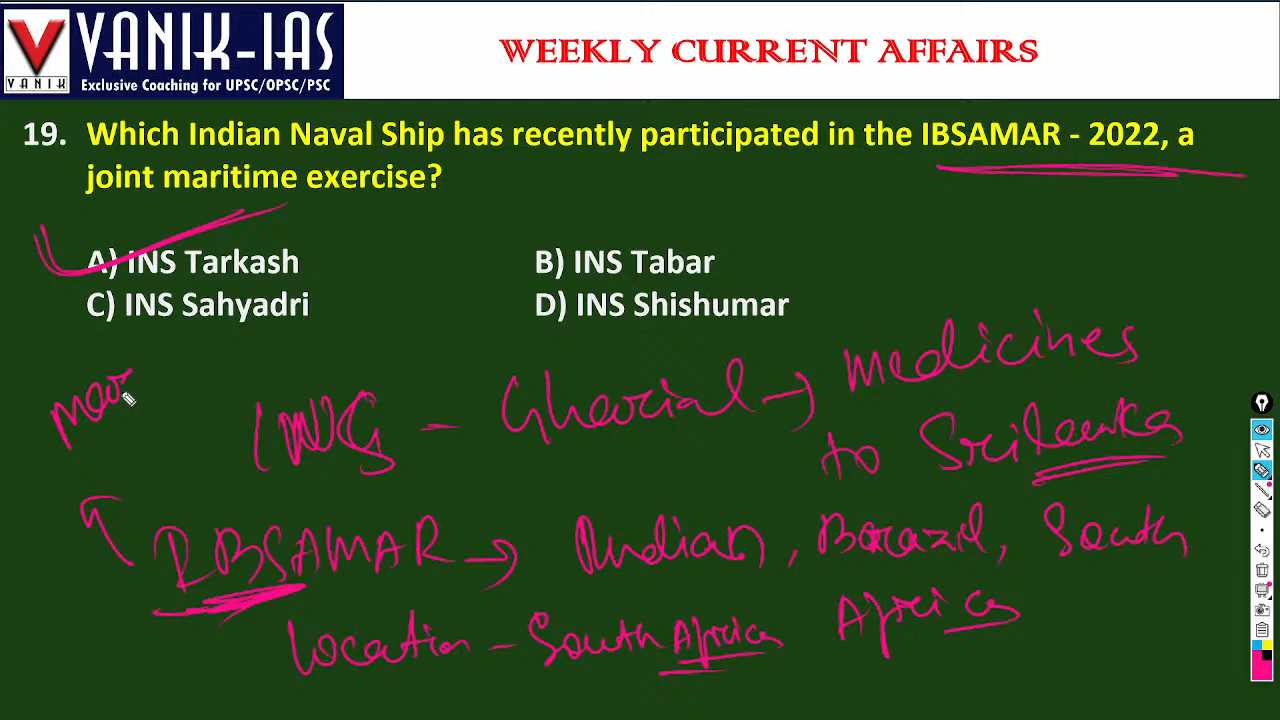 VANIK-IAS
VANIK
Exclusive Coaching for UPSC/OPSC/PSC
WEEKLY CURRENT AFFAIRS
19. Which Indian Naval Ship has recently participated in the IBSAMAR - 2022, a
joint maritime exercise?
A) INS Tarkash
B) INS Tabar
C) INS Sahyadri
D) INS Shishumar
Gharial → medicines
to Srilanka
IBSAMAR → Indian, Borazil, South
Africa
Location - South Africa